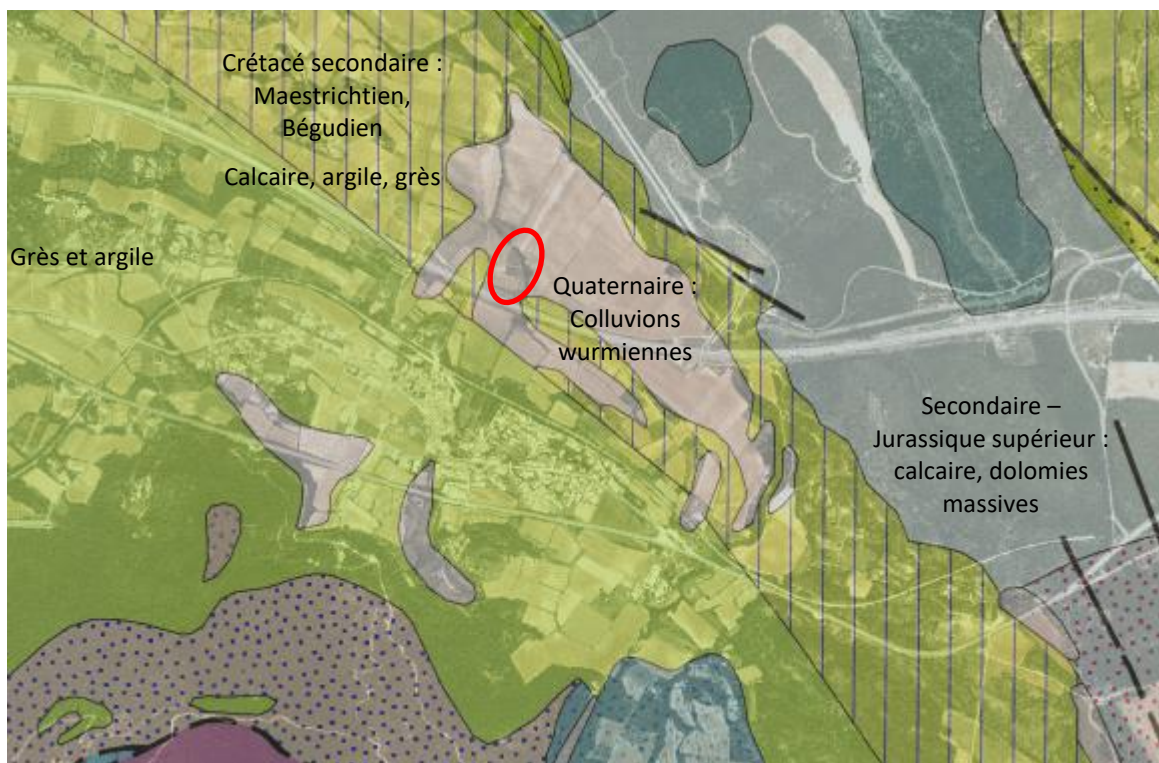 Crétacé secondaire :
Maestrichtien,
Bégudien
Calcaire, argile, grès
Grès et argile
Quaternaire :
Colluvions
wurmiennes
Secondaire –
Jurassique supérieur :
calcaire, dolomies
massives